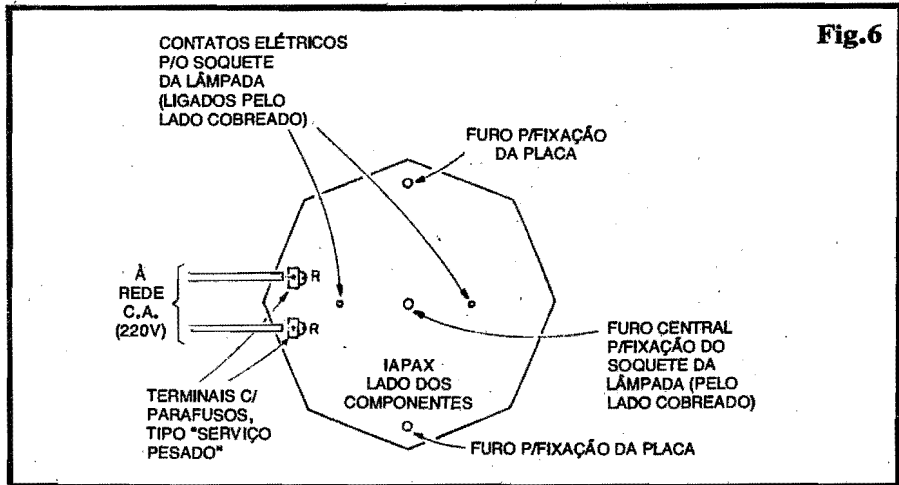 Fig.6
CONTATOS ELÉTRICOS
P/O SOQUETE
DA LÂMPADA
(LIGADOS PELO
LADO COBREADO)
FURO P/FIXAÇÃO
DA PLACA
À
REDE
C.A.
(220V)
R
R
FURO CENTRAL
P/FIXAÇÃO DO
SOQUETE DA
LÂMPADA (PELO
LADO COBREADO)
IAPAX
LADO DOS
COMPONENTES
TERMINAIS C/
PARAFUSOS,
TIPO "SERVIÇO
PESADO"
FURO P/FIXAÇÃO DA PLACA